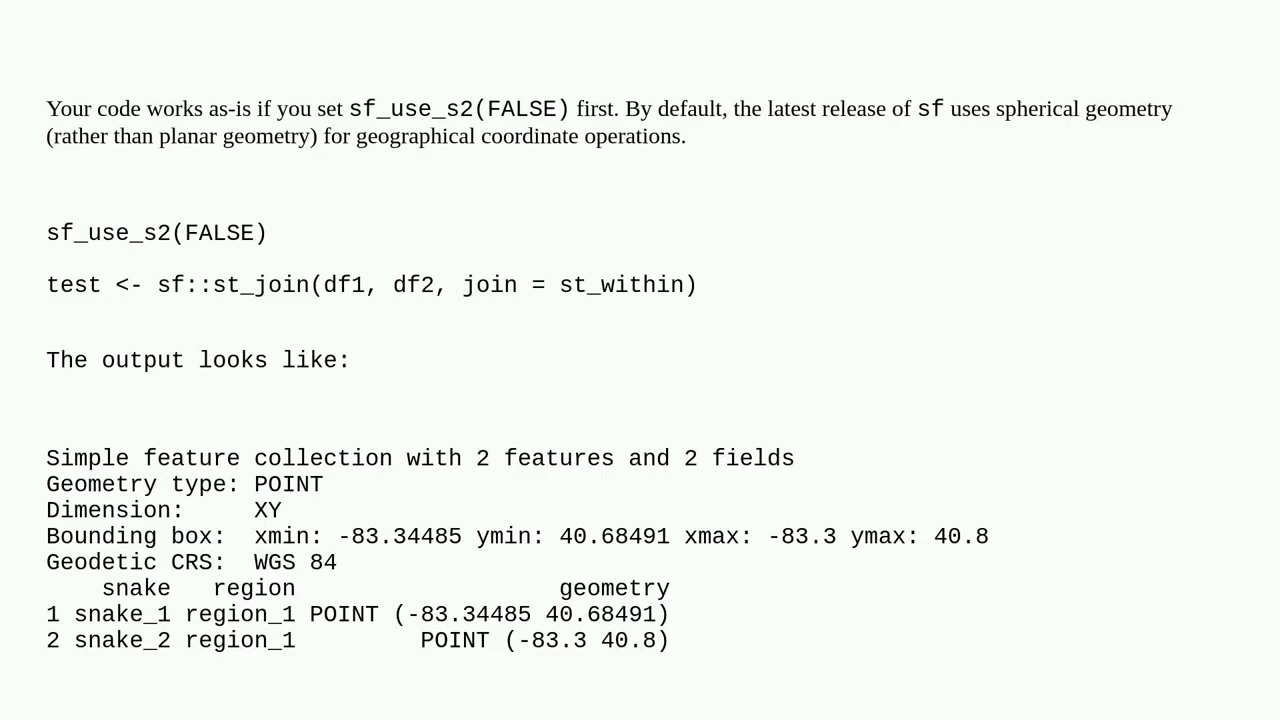 Your code works as-is if you set sf_use_s2(FALSE) first. By default, the latest release of sf uses spherical geometry
(rather than planar geometry) for geographical coordinate operations.
sf_use_s2(FALSE)
test <- sf::st_join(df1, df2, join = st_within)
The output looks like:
Simple feature collection with 2 features and 2 fields
Geometry type: POINT
Dimension:     XY
Bounding box:  xmin: -83.34485 ymin: 40.68491 xmax: -83.3 ymax: 40.8
Geodetic CRS:  WGS 84
    snake   region                   geometry
1 snake_1 region_1 POINT (-83.34485 40.68491)
2 snake_2 region_1         POINT (-83.3 40.8)